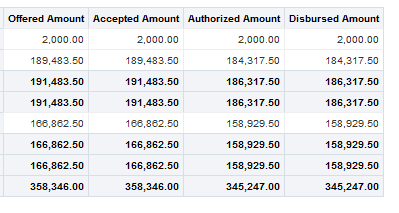 Offered Amount Accepted Amount Authorized Amount Disbursed Amount
2,000.00 2,000.00 2,000.00 2,000.00
189,483.50 189,483.50 184,317.50 184,317.50
191,483.50 191,483.50 186,317.50 186,317.50
191,483.50 191,483.50 186,317.50 186,317.50
166,862.50 166,862.50 158,929.50 158,929.50
166,862.50 166,862.50 158,929.50 158,929.50
166,862.50 166,862.50 158,929.50 158,929.50
358,346.00 358,346.00 345,247.00 345,247.00